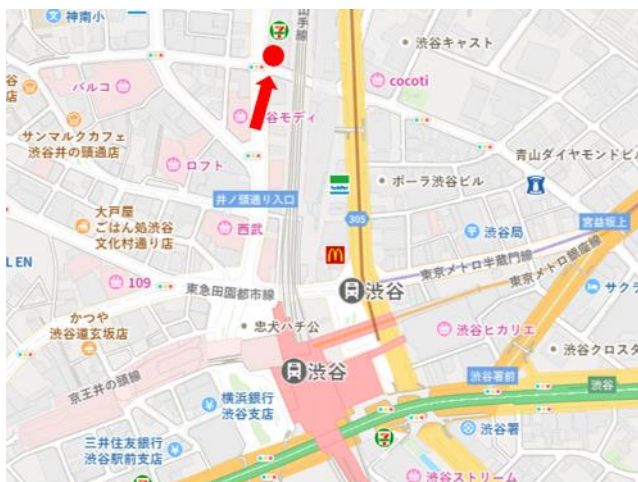 神南小
山手線
渋谷キャスト
パルコ
cocoti
谷モディ
サンマルクカフェ
渋谷井の頭通店
ロフト
青山ダイヤモンドビ
ポーラ渋谷ビル
井ノ頭通り入口
大戸屋
ごはん処渋谷
文化村通り店
西武
305
宮益坂上
渋谷局
L EN
109
東急田園都市線
東京メトロ半蔵門線
東京メトロ銀座線
渋谷
サクラ
かつや
渋谷道玄坂店
忠犬ハチ公
渋谷ヒカリエ
渋谷クロスタ
京王井の頭線
渋谷
渋谷署前
渋谷
横浜銀行
渋谷支店
三井住友銀行
渋谷駅前支店
渋谷署
渋谷ストリーム